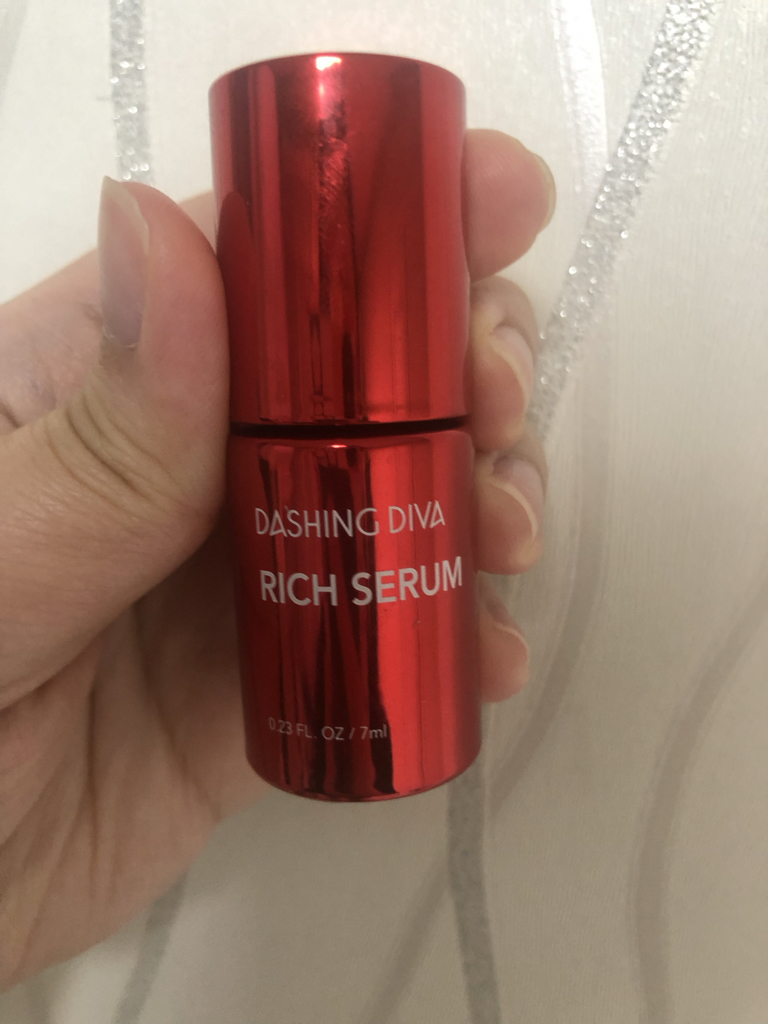 DASHING DIVA
RICH SERUM
0.23 FL. OZ / 7ml